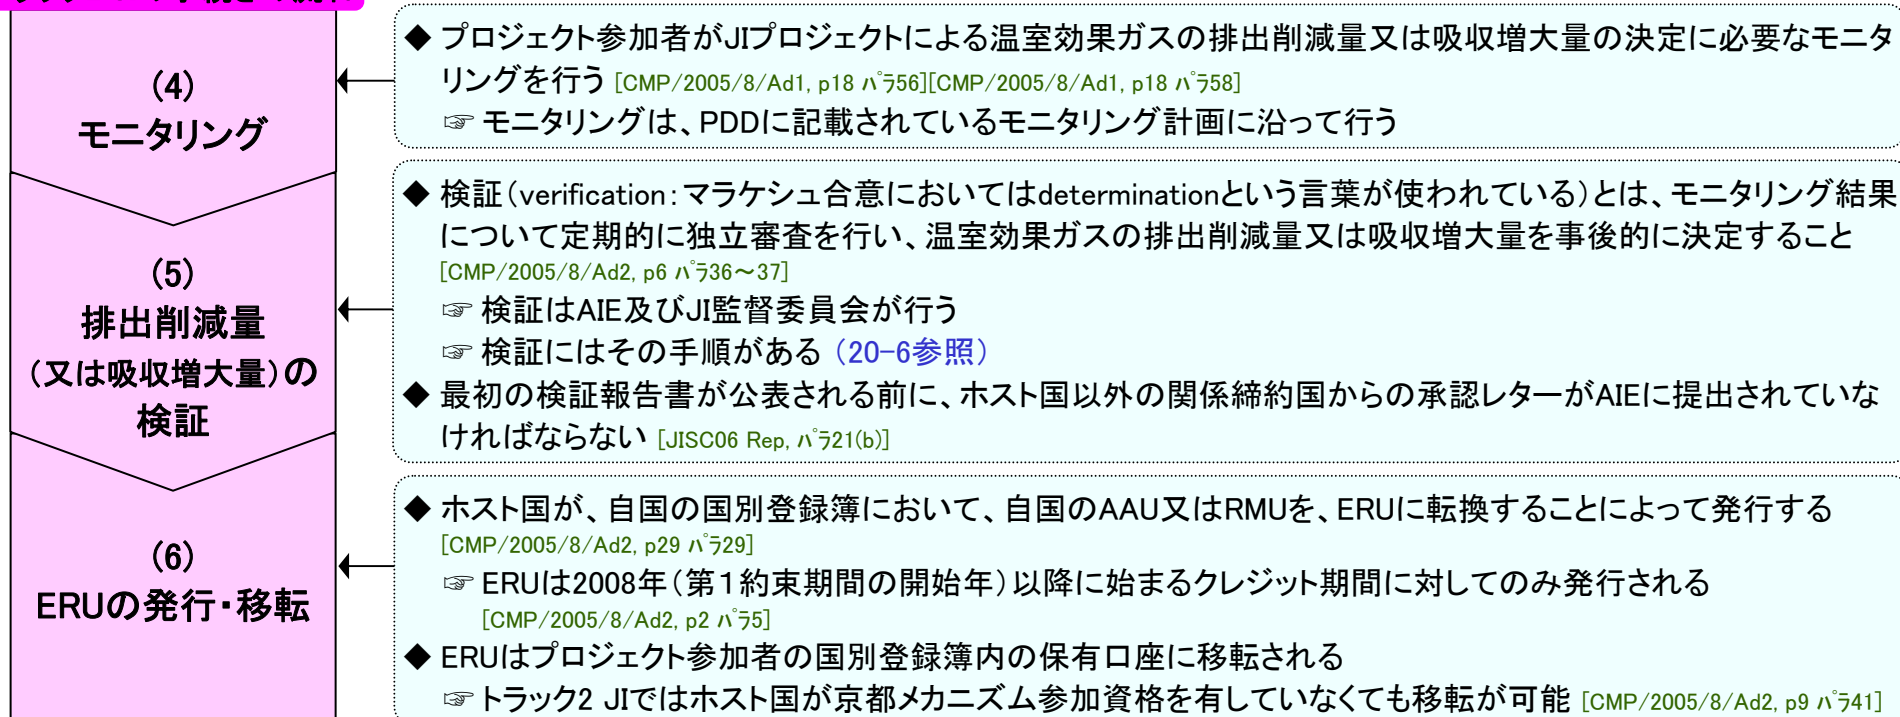 (4)
モニタリング
◆ プロジェクト参加者がJIプロジェクトによる温室効果ガスの排出削減量又は吸収増大量の決定に必要なモニタ
リングを行う [CMP/2005/8/Ad1, p18 ﾊﾟﾗ56][CMP/2005/8/Ad1, p18 ﾊﾟﾗ58]
☞ モニタリングは、PDDに記載されているモニタリング計画に沿って行う
(5)
排出削減量
(又は吸収増大量)の
検証
◆ 検証(verification:マラケシュ合意においてはdeterminationという言葉が使われている)とは、モニタリング結果
について定期的に独立審査を行い、温室効果ガスの排出削減量又は吸収増大量を事後的に決定すること
[CMP/2005/8/Ad2, p6 ﾊﾟﾗ36~37]
☞ 検証はAIE及びJI監督委員会が行う
☞ 検証にはその手順がある (20-6参照)
◆ 最初の検証報告書が公表される前に、ホスト国以外の関係締約国からの承認レターがAIEに提出されていな
ければならない [JISC06 Rep, ﾊﾟﾗ21(b)]
(6)
ERUの発行・移転
◆ ホスト国が、自国の国別登録簿において、自国のAAU又はRMUを、ERUに転換することによって発行する
[CMP/2005/8/Ad2, p29 ﾊﾟﾗ29]
☞ ERUは2008年(第1約束期間の開始年)以降に始まるクレジット期間に対してのみ発行される
[CMP/2005/8/Ad2, p2 ﾊﾟﾗ5]
◆ ERUはプロジェクト参加者の国別登録簿内の保有口座に移転される
☞ トラック2 JIではホスト国が京都メカニズム参加資格を有していなくても移転が可能 [CMP/2005/8/Ad2, p9 ﾊﾟﾗ41]